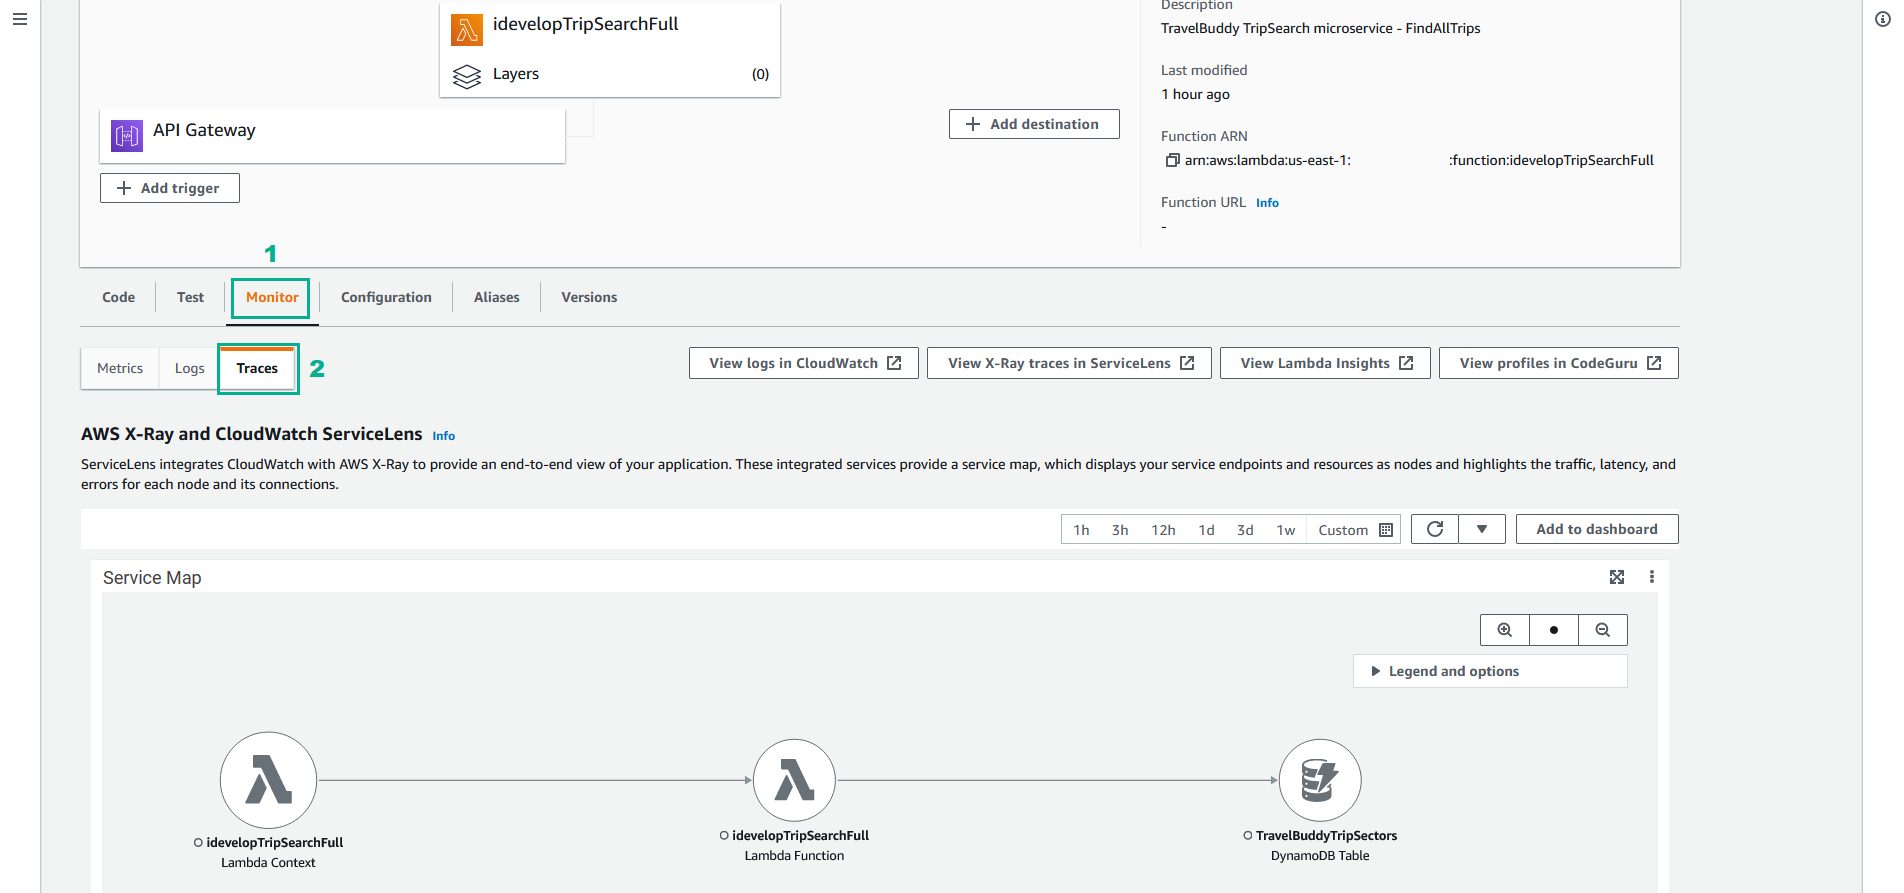 idevelopTripSearchFull
Layers (0)
API Gateway
Add trigger
Add destination
Description
TravelBuddy TripSearch microservice - FindAllTrips
Last modified
1 hour ago
Function ARN
arn:aws:lambda:us-east-1: :function:idevelopTripSearchFull
Function URL Info
-
1
Code Test Monitor Configuration Aliases Versions
Metrics Logs Traces 2 View logs in CloudWatch View X-Ray traces in ServiceLens View Lambda Insights View profiles in CodeGuru
AWS X-Ray and CloudWatch ServiceLens Info
ServiceLens integrates CloudWatch with AWS X-Ray to provide an end-to-end view of your application. These integrated services provide a service map, which displays your service endpoints and resources as nodes and highlights the traffic, latency, and
errors for each node and its connections.
1h 3h 12h 1d 3d 1w Custom Add to dashboard
Service Map
Legend and options
idevelopTripSearchFull
Lambda Context
idevelopTripSearchFull
Lambda Function
TravelBuddyTripSectors
DynamoDB Table